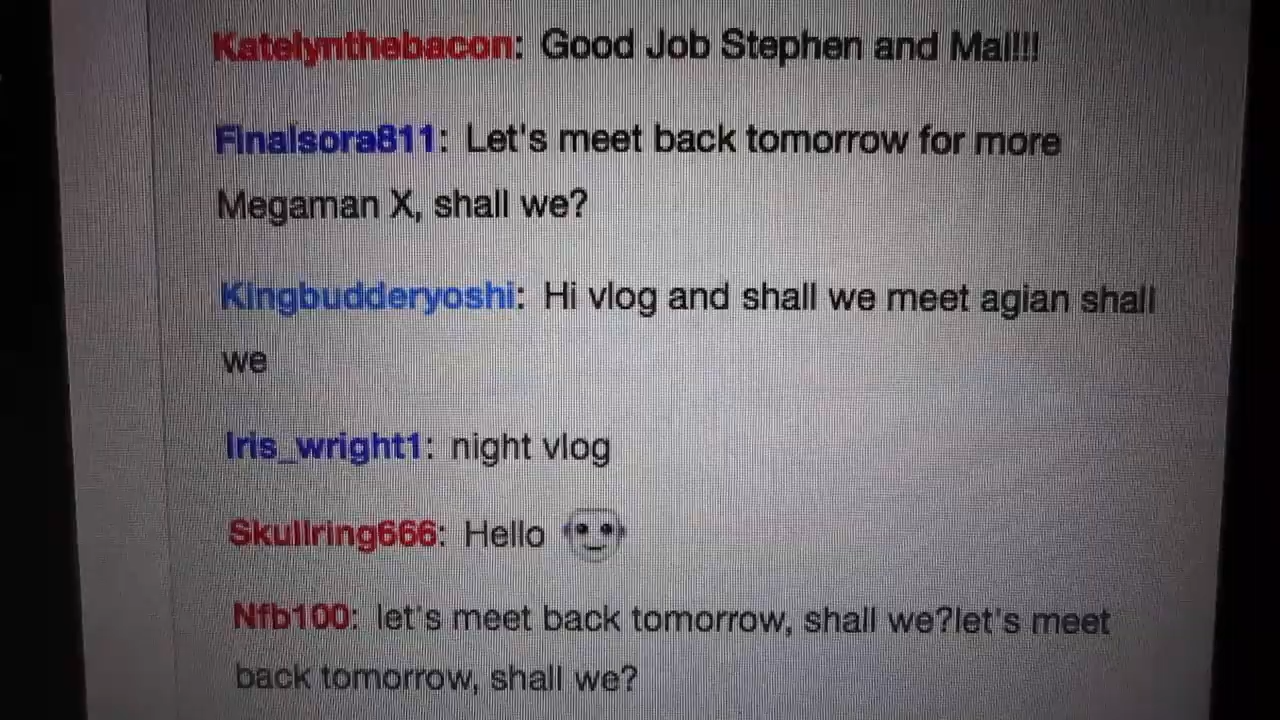 Katelynthebacon: Good Job Stephen and Mal!!!
Finalsora811: Let's meet back tomorrow for more
Megaman X, shall we?
Kingbudderyoshi: Hi vlog and shall we meet agian shall
we
Iris_wright1: night vlog
Skullring666: Hello
Nfb100: let's meet back tomorrow, shall we?let's meet
back tomorrow, shall we?